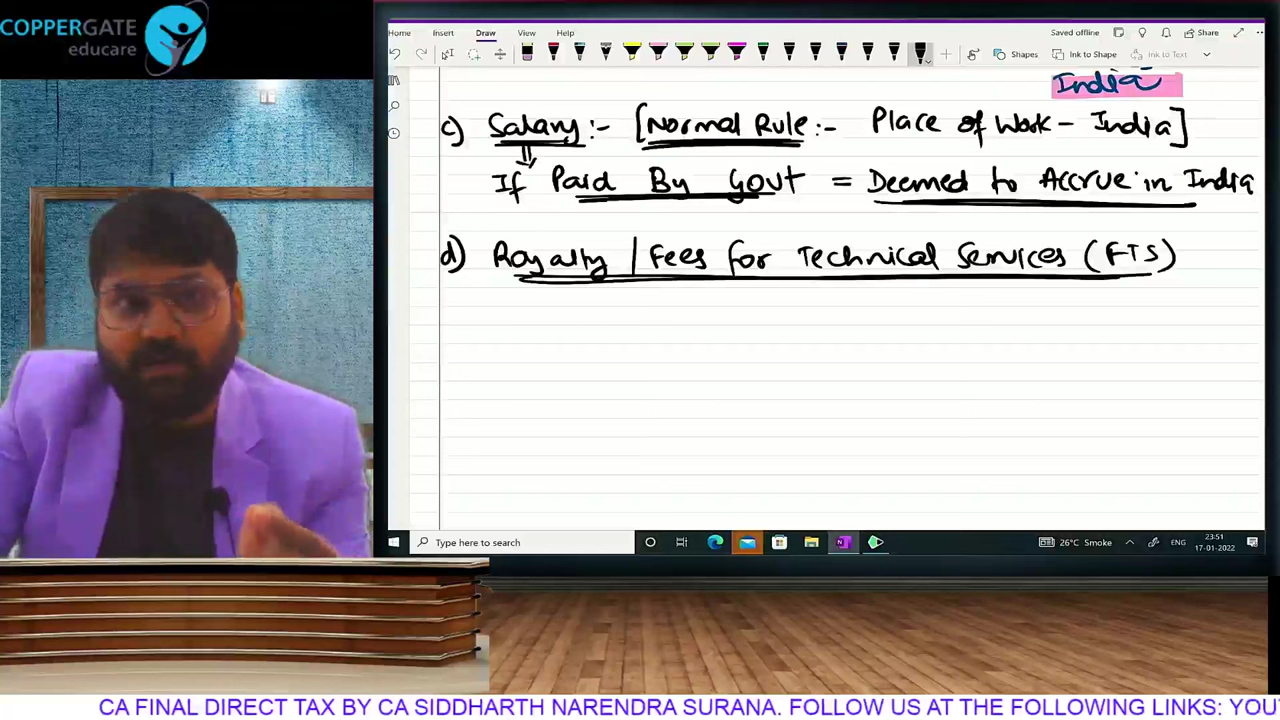 COPPERGATE
educare
Home Insert Draw View Help
Saved offline
Share
Shapes
Ink to Shape
Ink to Text
India
c) Salary :- [Normal Rule :- Place of Work - India]
If Paid By Govt = Deemed to Accrue in India
d) Royalty | Fees for Technical Services (FTS)
Type here to search
26°C Smoke
ENG
23:51
17-01-2022
CA FINAL DIRECT TAX BY CA SIDDHARTH NARENDRA SURANA. FOLLOW US AT THE FOLLOWING LINKS: YOU